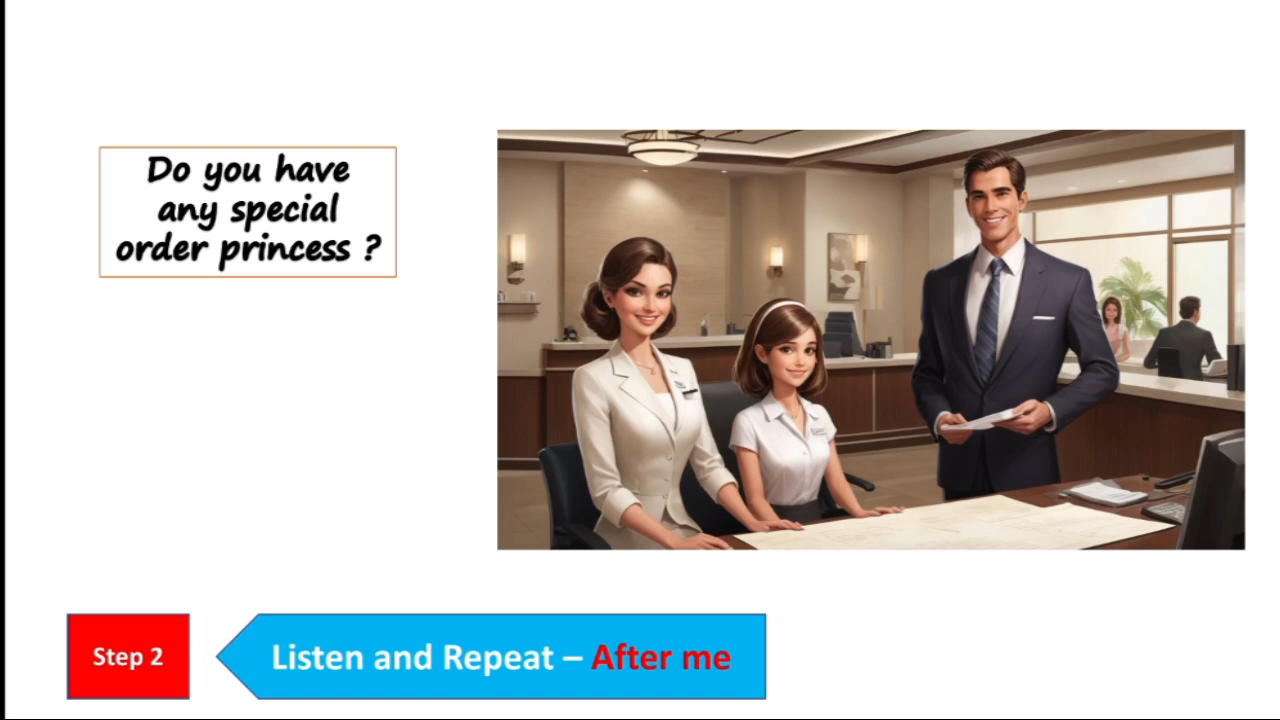 Do you have
any special
order princess ?
Step 2
Listen and Repeat – After me